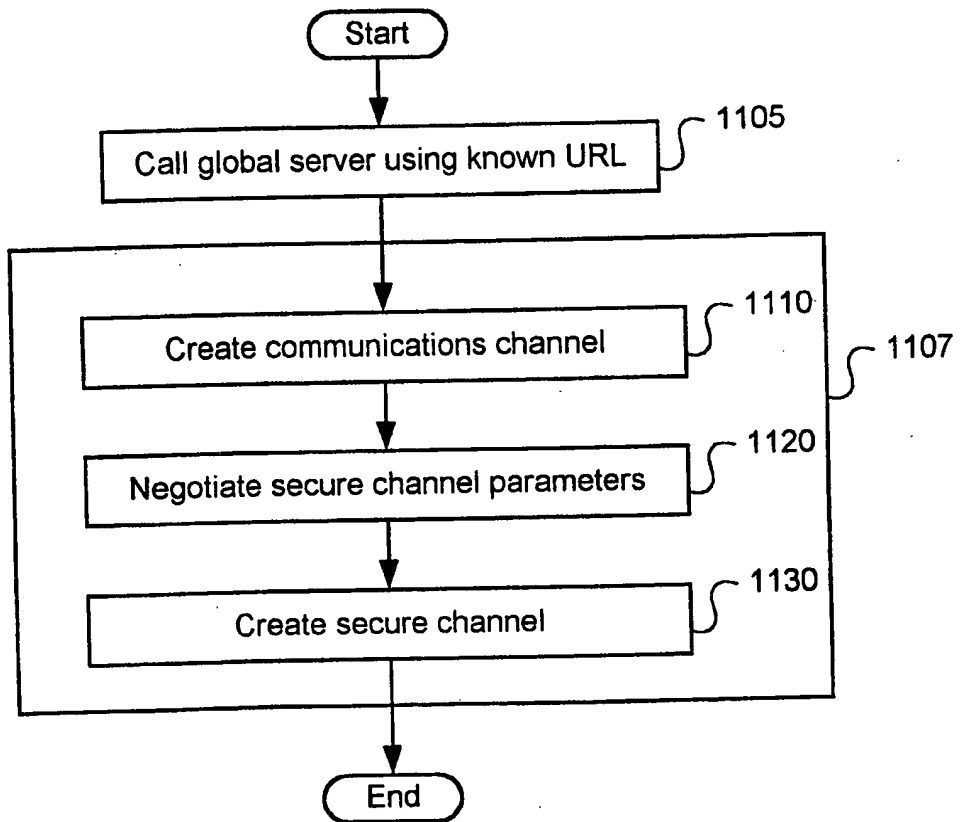 Start
Call global server using known URL
1105
Create communications channel
1110
1107
Negotiate secure channel parameters
1120
Create secure channel
1130
End